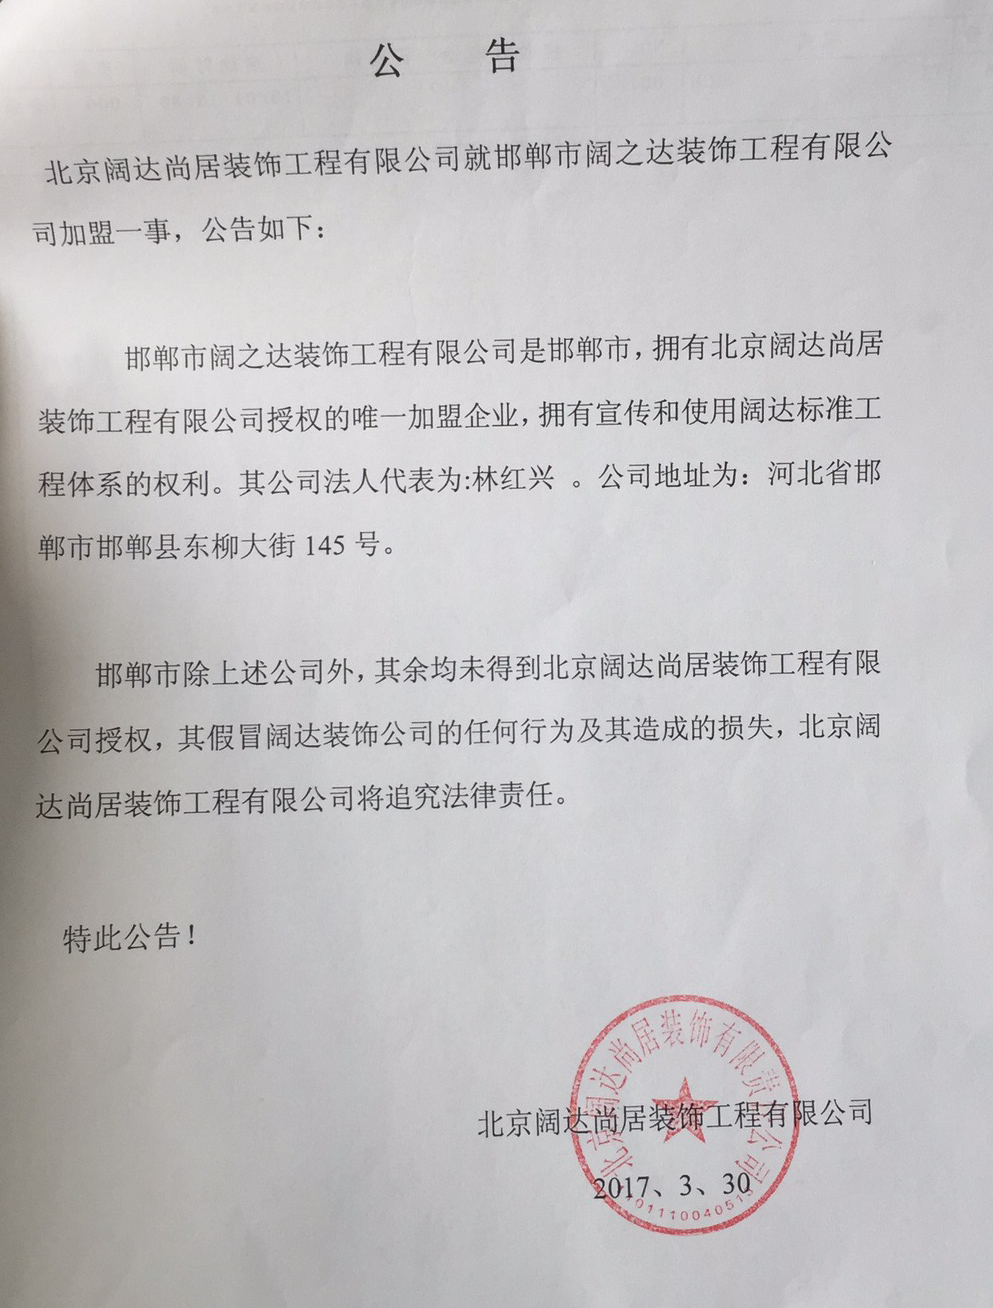 公 告
北京阔达尚居装饰工程有限公司就邯郸市阔之达装饰工程有限公
司加盟一事，公告如下：
邯郸市阔之达装饰工程有限公司是邯郸市，拥有北京阔达尚居
装饰工程有限公司授权的唯一加盟企业，拥有宣传和使用阔达标准工
程体系的权利。其公司法人代表为:林红兴 。公司地址为：河北省邯
郸市邯郸县东柳大街 145 号。
邯郸市除上述公司外，其余均未得到北京阔达尚居装饰工程有限
公司授权，其假冒阔达装饰公司的任何行为及其造成的损失，北京阔
达尚居装饰工程有限公司将追究法律责任。
特此公告！
北京阔达尚居装饰有限责任公司
北京阔达尚居装饰工程有限公司
2017、3、30